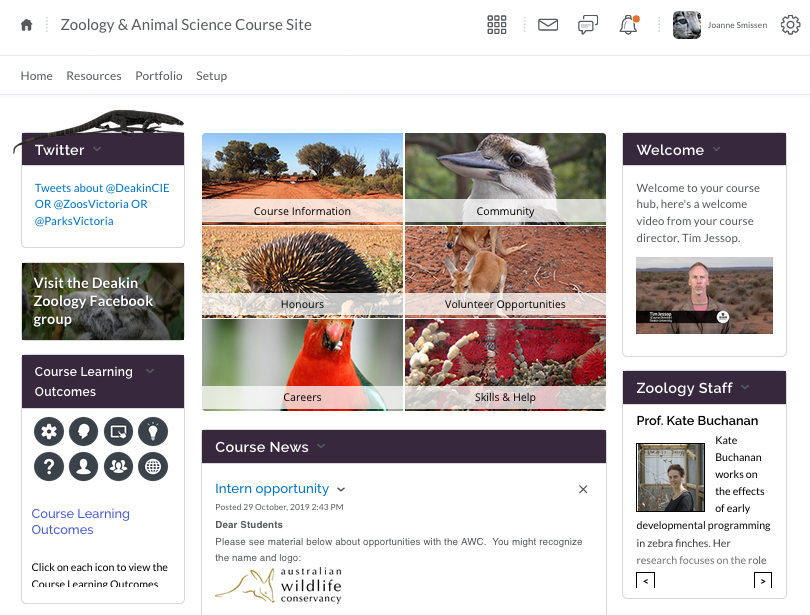 Zoology & Animal Science Course Site
Joanne Smissen
Home Resources Portfolio Setup
Twitter
Tweets about @DeakinCIE
OR @ZoosVictoria OR
@ParksVictoria
Visit the Deakin
Zoology Facebook
group
Course Learning
Outcomes
?
Course Learning
Outcomes
Click on each icon to view the
Course Learning Outcomes
Course Information
Community
Honours
Volunteer Opportunities
Careers
Skills & Help
Course News
Intern opportunity
Posted 29 October, 2019 2:43 PM
Dear Students
Please see material below about opportunities with the AWC. You might recognize
the name and logo:
australian
wildlife
conservancy
Welcome
Welcome to your course
hub, here's a welcome
video from your course
director, Tim Jessop.
Tim Jessop
Zoology Staff
Prof. Kate Buchanan
Kate
Buchanan
works on
the effects
of early
developmental programming
in zebra finches. Her
research focuses on the role
< >